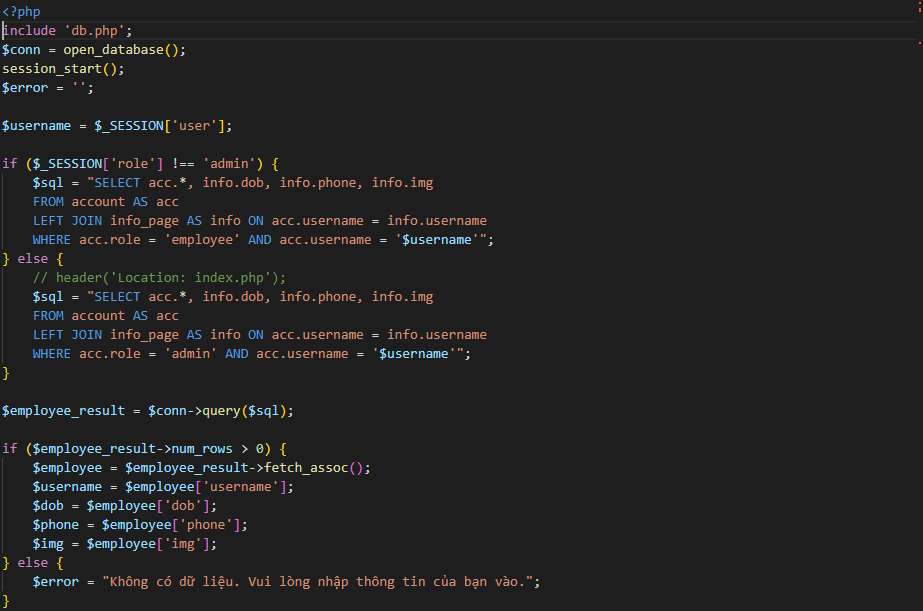 <?php
include 'db.php';
$conn = open_database();
session_start();
$error = '';

$username = $_SESSION['user'];

if ($_SESSION['role'] !== 'admin') {
    $sql = "SELECT acc.*, info.dob, info.phone, info.img
    FROM account AS acc
    LEFT JOIN info_page AS info ON acc.username = info.username
    WHERE acc.role = 'employee' AND acc.username = '$username'";
} else {
    // header('Location: index.php');
    $sql = "SELECT acc.*, info.dob, info.phone, info.img
    FROM account AS acc
    LEFT JOIN info_page AS info ON acc.username = info.username
    WHERE acc.role = 'admin' AND acc.username = '$username'";
}

$employee_result = $conn->query($sql);

if ($employee_result->num_rows > 0) {
    $employee = $employee_result->fetch_assoc();
    $username = $employee['username'];
    $dob = $employee['dob'];
    $phone = $employee['phone'];
    $img = $employee['img'];
} else {
    $error = "Không có dữ liệu. Vui lòng nhập thông tin của bạn vào.";
}